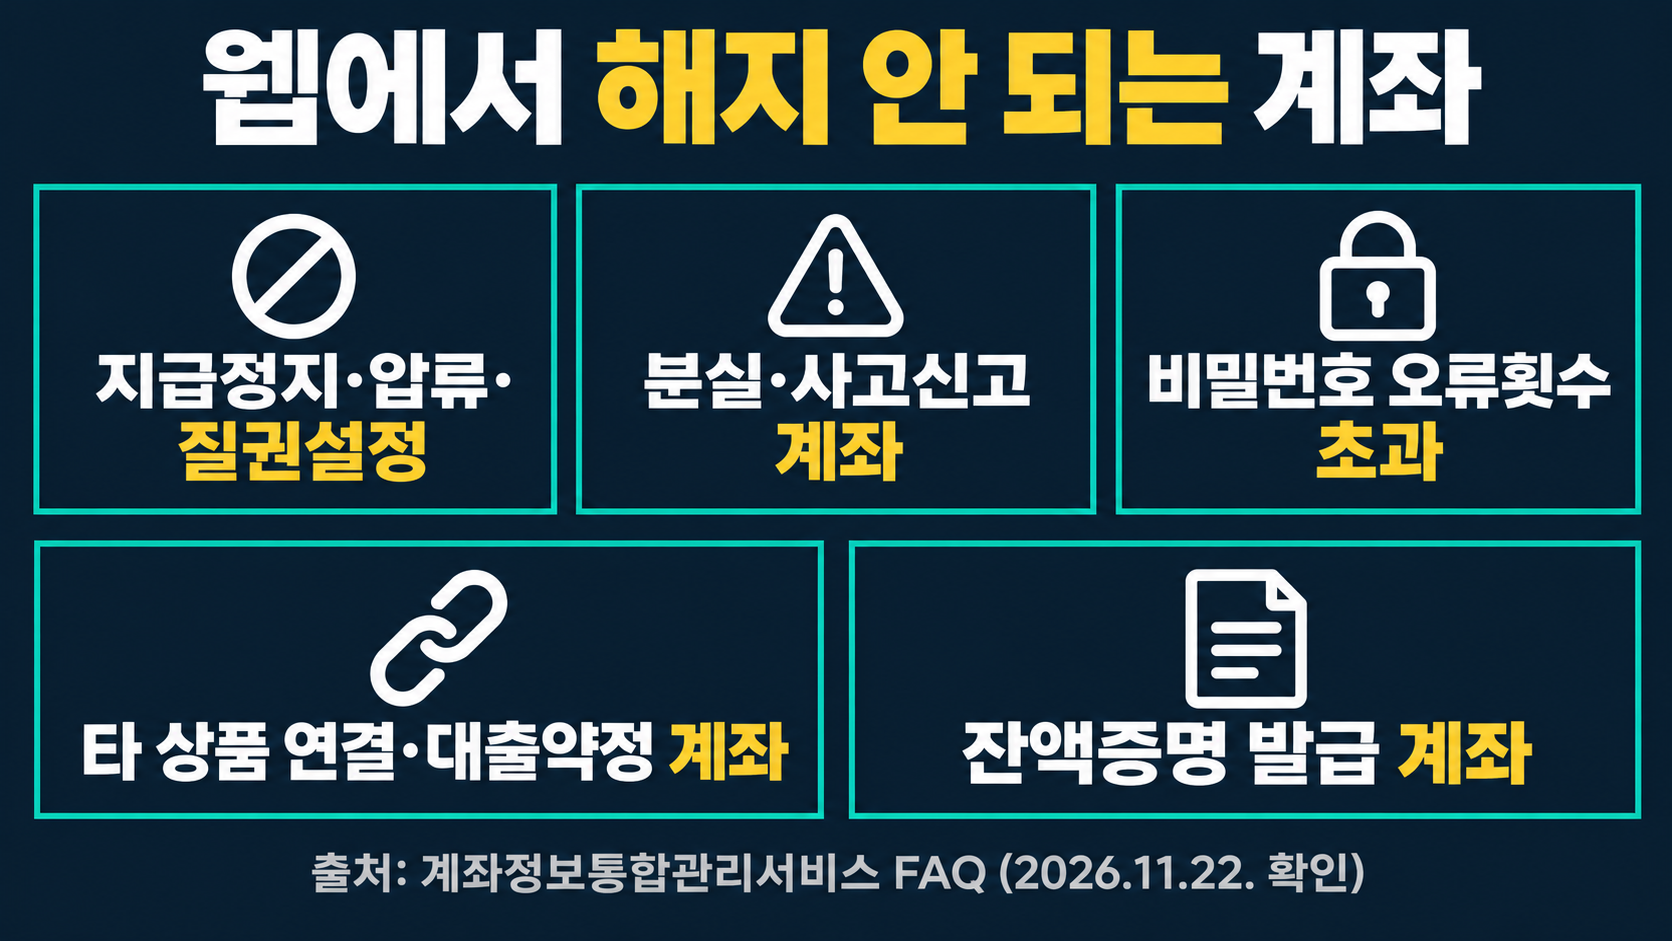 웹에서 해지 안 되는 계좌
지급정지·압류·
질권설정
분실·사고신고
계좌
비밀번호 오류횟수
초과
타 상품 연결·대출약정 계좌
잔액증명 발급 계좌
출처: 계좌정보통합관리서비스 FAQ (2026.11.22. 확인)